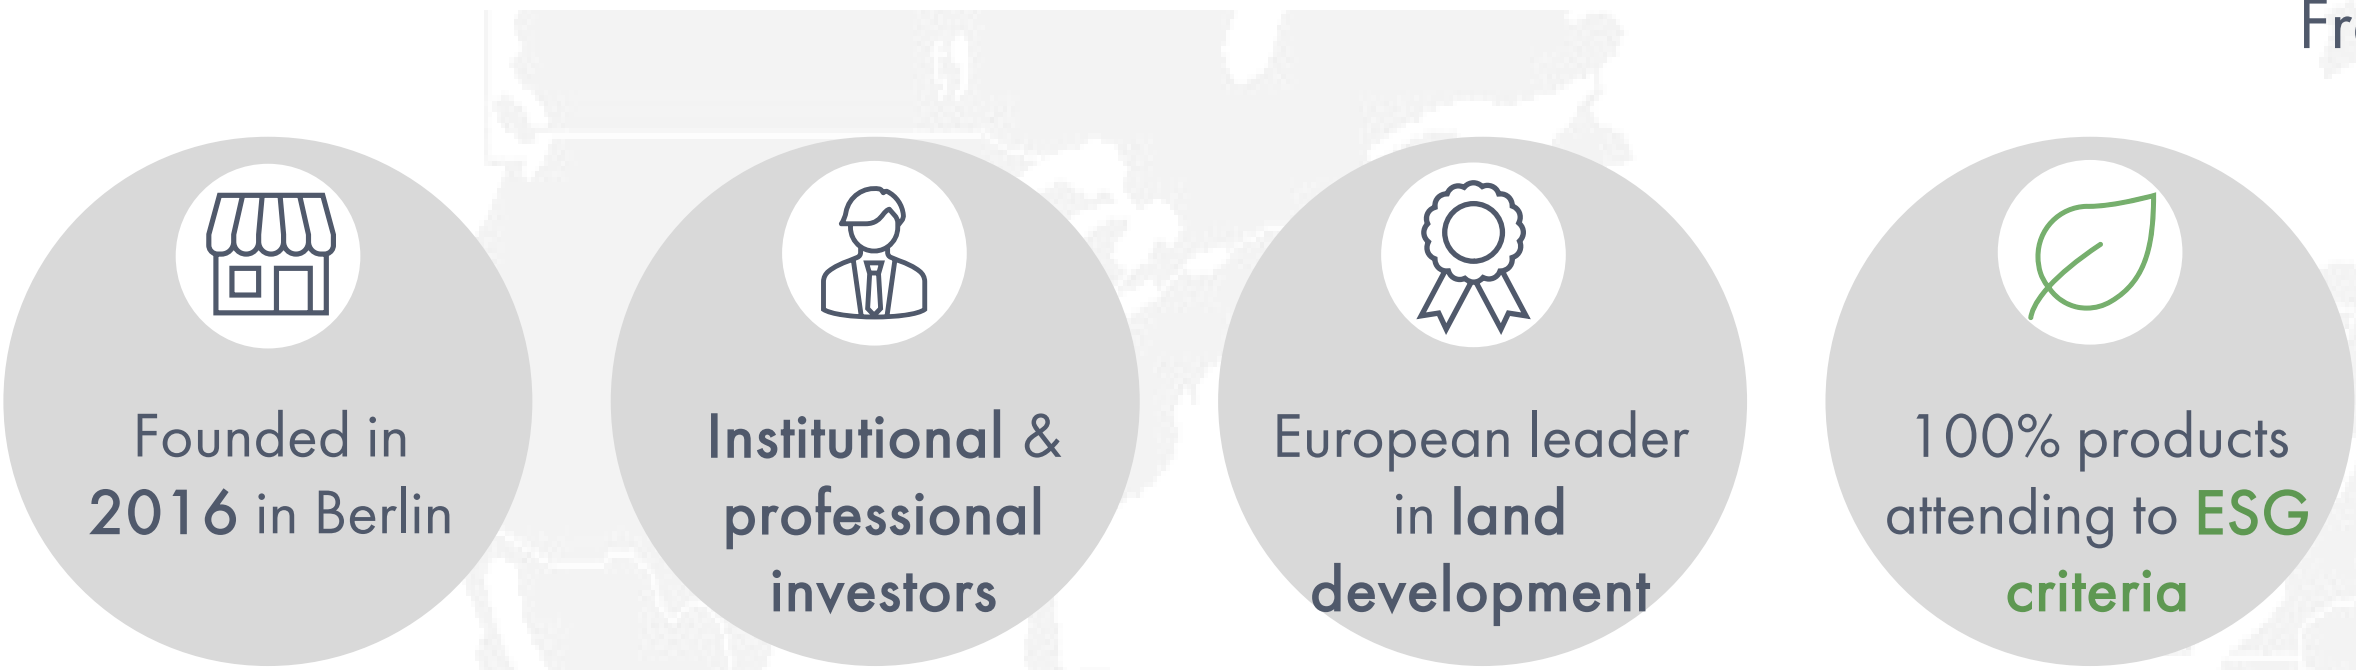 Founded in
2016 in Berlin
Institutional &
professional
investors
European leader
in land
development
100% products
attending to ESG
criteria